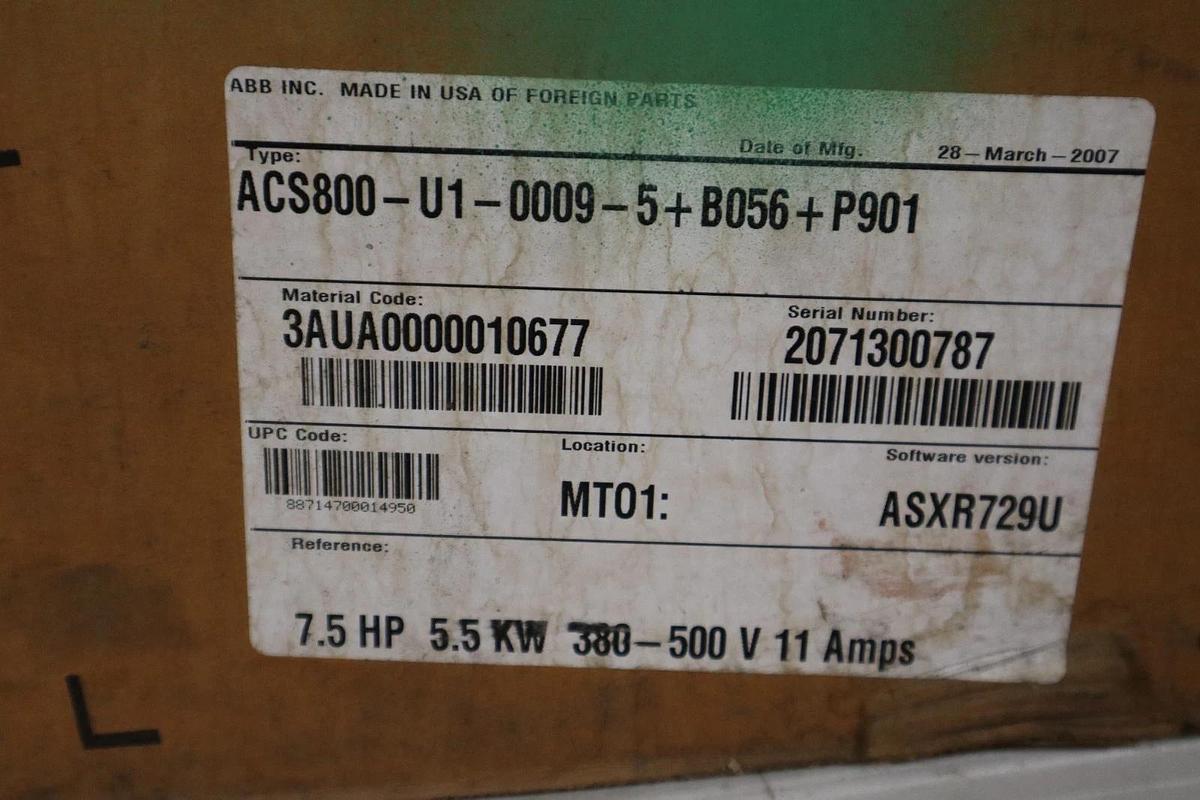 ABB INC. MADE IN USA OF FOREIGN PARTS
Date of Mfg. 28-March-2007
Type:
ACS800-U1-0009-5+B056+P901
Material Code:
3AUA0000010677
Serial Number:
2071300787
UPC Code:
88714700014950
Location:
MT01:
Software version:
ASXR729U
Reference:
7.5 HP 5.5 KW 380-500 V 11 Amps
L